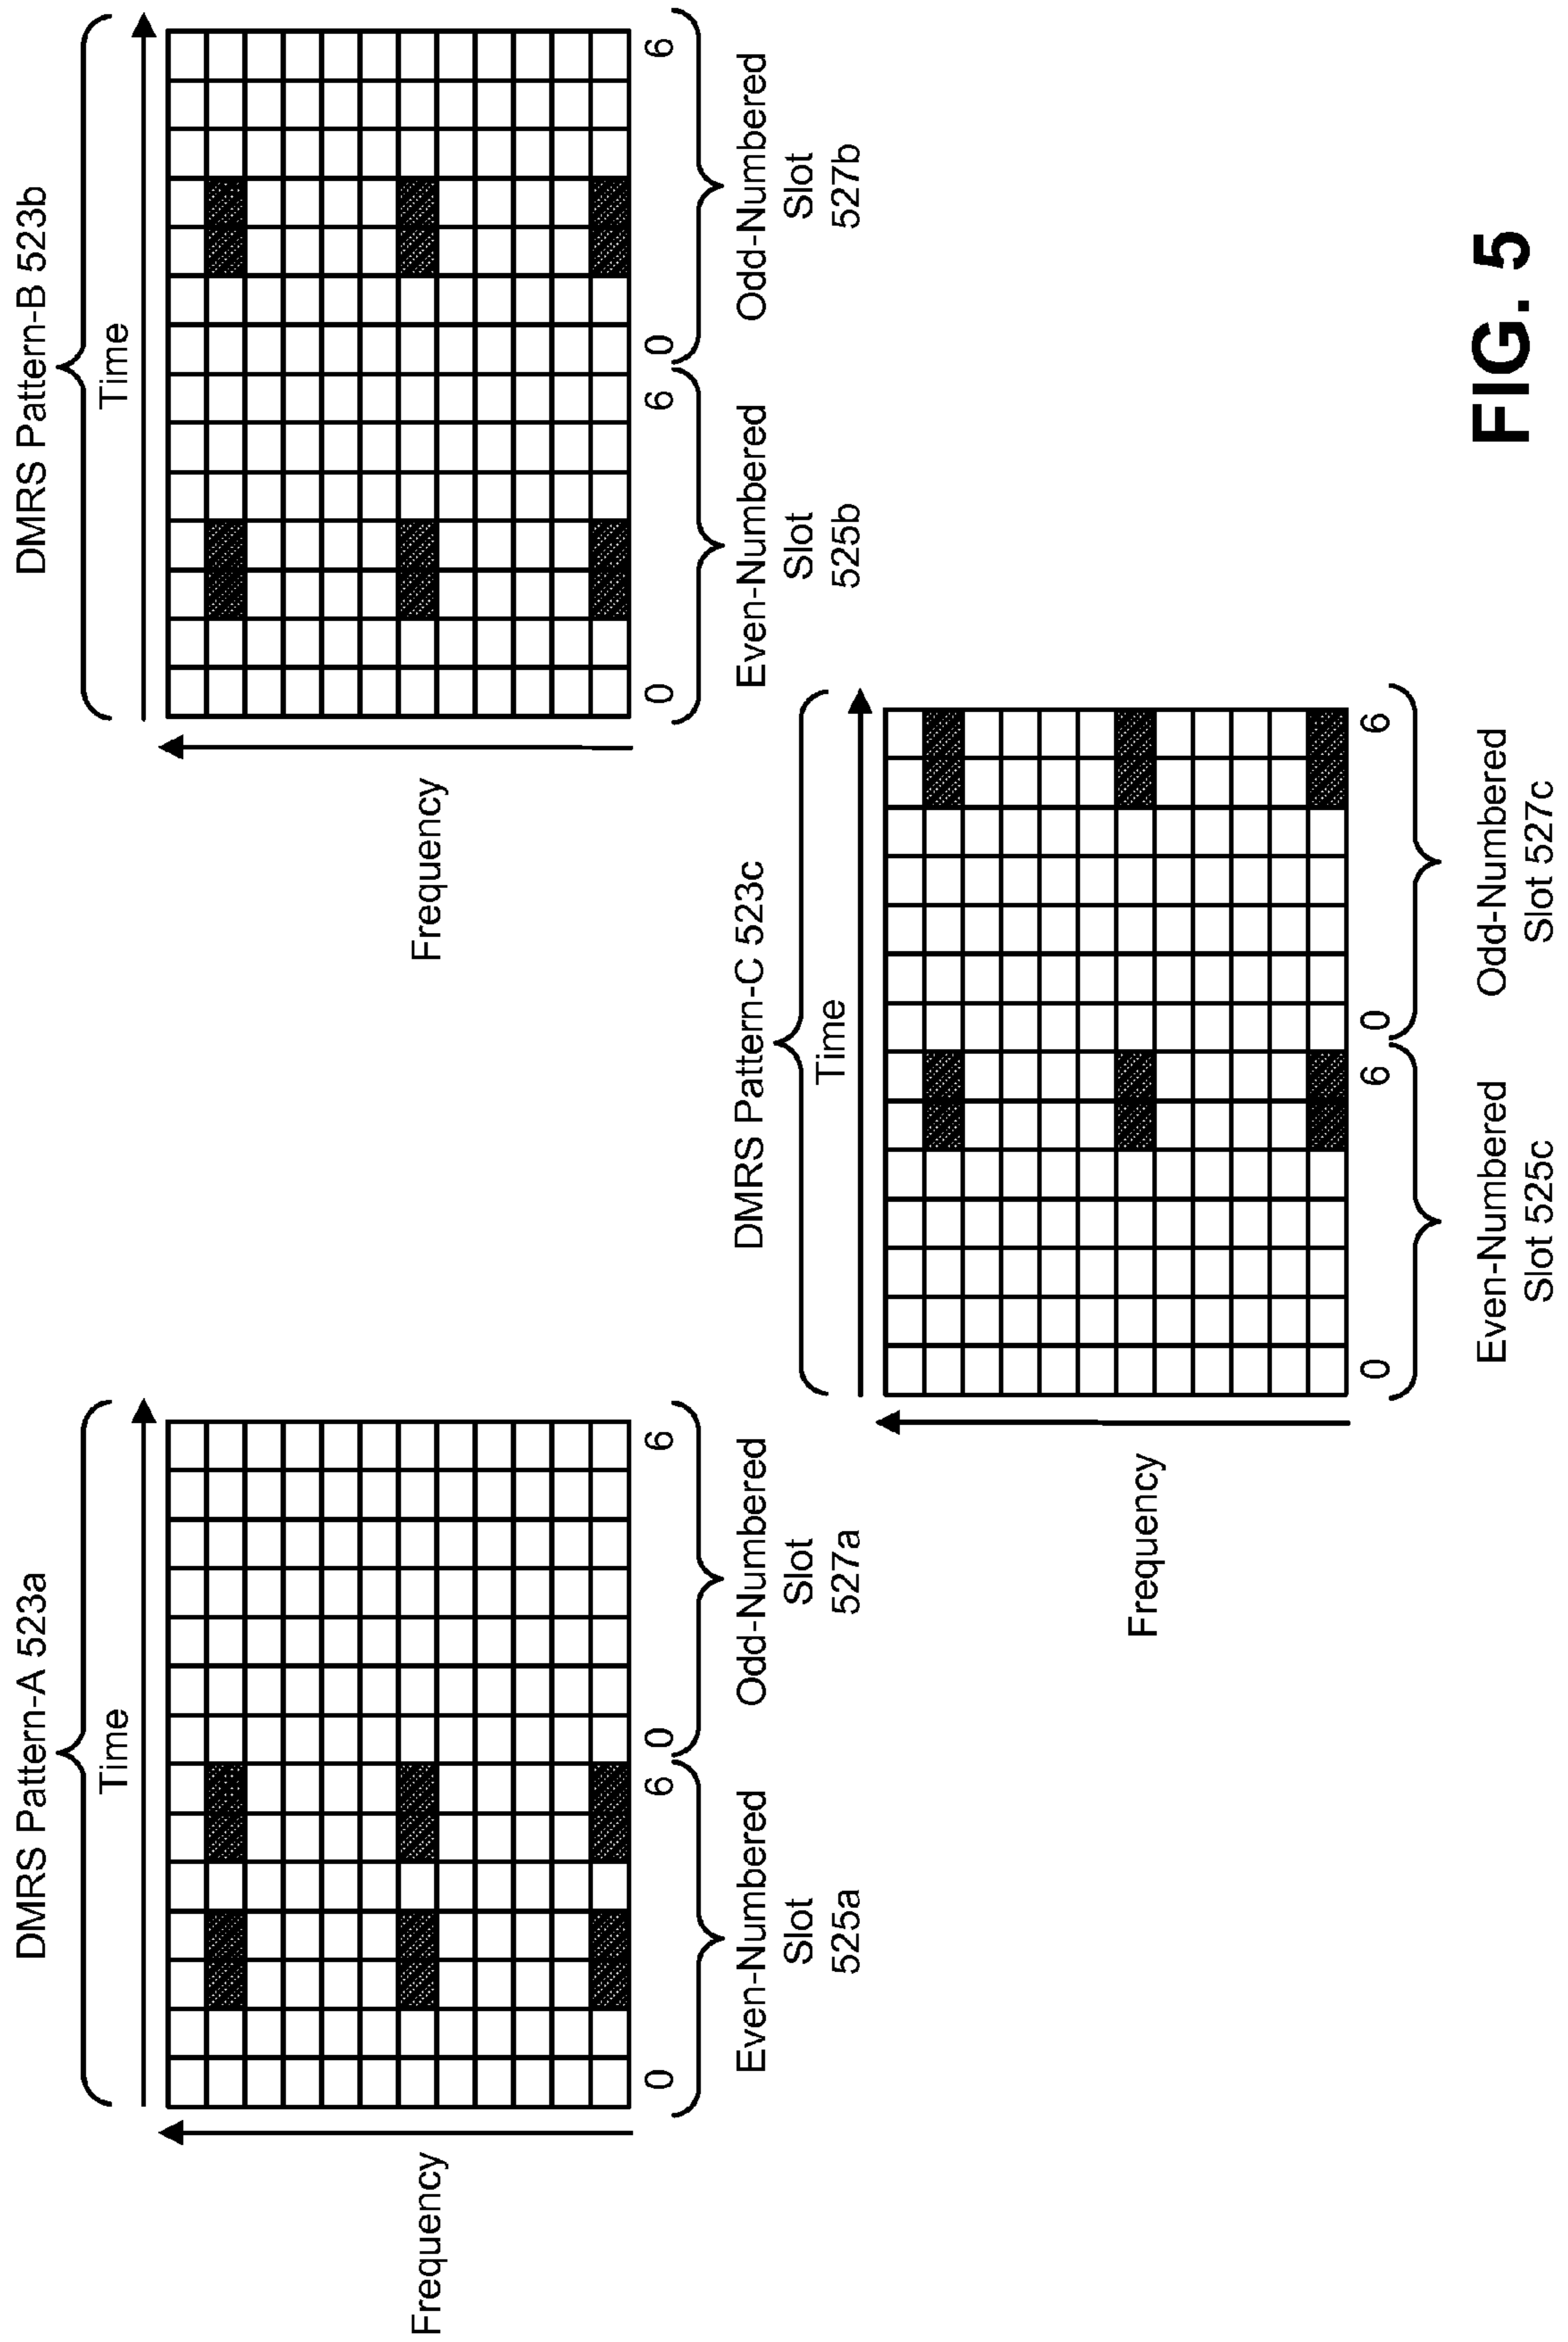 DMRS Pattern-A 523a
Time
Frequency
0 6 0 6
Even-Numbered
Slot
525a
Odd-Numbered
Slot
527a
DMRS Pattern-B 523b
Time
Frequency
0 6 0 6
Even-Numbered
Slot
525b
Odd-Numbered
Slot
527b
DMRS Pattern-C 523c
Time
Frequency
0 6 0 6
Even-Numbered
Slot 525c
Odd-Numbered
Slot 527c
FIG. 5